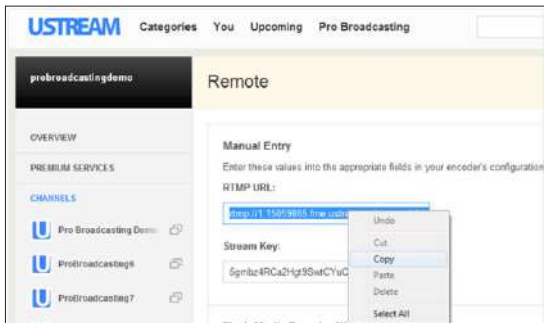 USTREAM Categories You Upcoming Pro Broadcasting
probroadcastingdemo
Remote
OVERVIEW
PREMIUM SERVICES
CHANNELS
Pro Broadcasting
ProBroadcasting6
ProBroadcasting7
Manual Entry
Enter these values into the appropriate fields in your encoder's configuration
RTMP URL:
Stream Key:
Undo
Cut
Copy
Paste
Delete
Select All